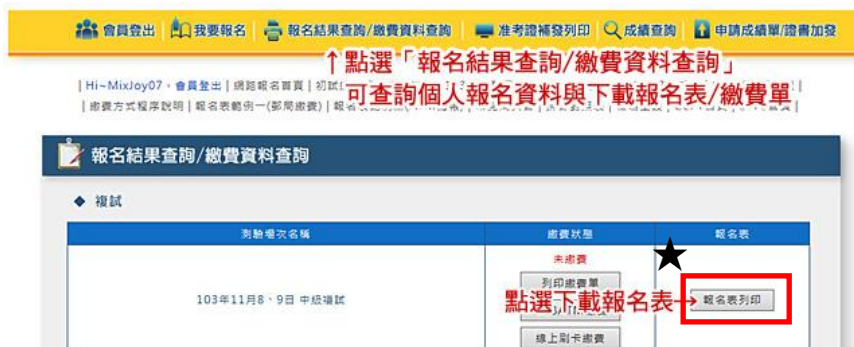 會員登出 我要報名 報名結果查詢/繳費資料查詢 准考證補發列印 成績查詢 申請成績單/證書加發
↑點選「報名結果查詢/繳費資料查詢」
|Hi~MixJoy07,會員登出|網路報名首頁|初試
可查詢個人報名資料與下載報名表/繳費單
|繳費方式程序說明|報名表範例一(郵局繳費)|報名
報名結果查詢/繳費資料查詢
◆ 複試
測驗場次名稱 繳費狀態 報名表
未繳費
列印繳費單
103年11月8、9日 中級複試
點選下載報名表→ 報名表列印
線上刷卡繳費